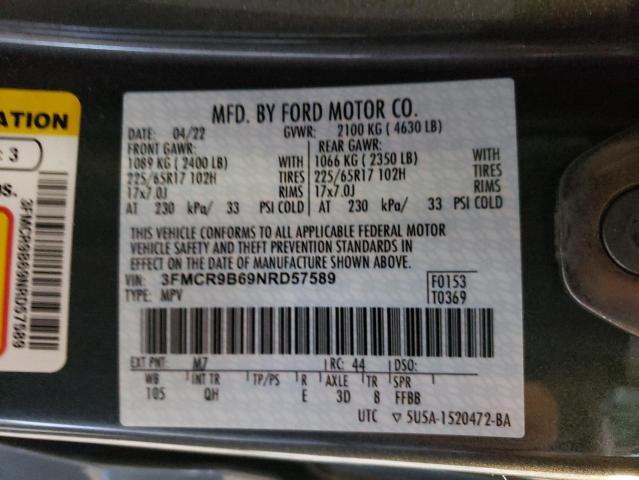 ATION
: 3
BS.
3FMCR9B69NRD57589
MFD. BY FORD MOTOR CO.
DATE: 04/22 GVWR: 2100 KG ( 4630 LB)
FRONT GAWR: REAR GAWR:
1089 KG ( 2400 LB) WITH 1066 KG ( 2350 LB) WITH
225/65R17 102H TIRES 225/65R17 102H TIRES
17x7.0J RIMS 17x7.0J RIMS
AT 230 kPa/ 33 PSI COLD AT 230 kPa/ 33 PSI COLD
THIS VEHICLE CONFORMS TO ALL APPLICABLE FEDERAL MOTOR
VEHICLE SAFETY AND THEFT PREVENTION STANDARDS IN
EFFECT ON THE DATE OF MANUFACTURE SHOWN ABOVE.
VIN: 3FMCR9B69NRD57589 F0153
TYPE: MPV T0369
EXT PNT: M7 RC: 44 DSO:
WB INT TR TP/PS R AXLE TR SPR
105 QH E 3D 8 FFBB
UTC ▽ 5U5A-1520472-BA